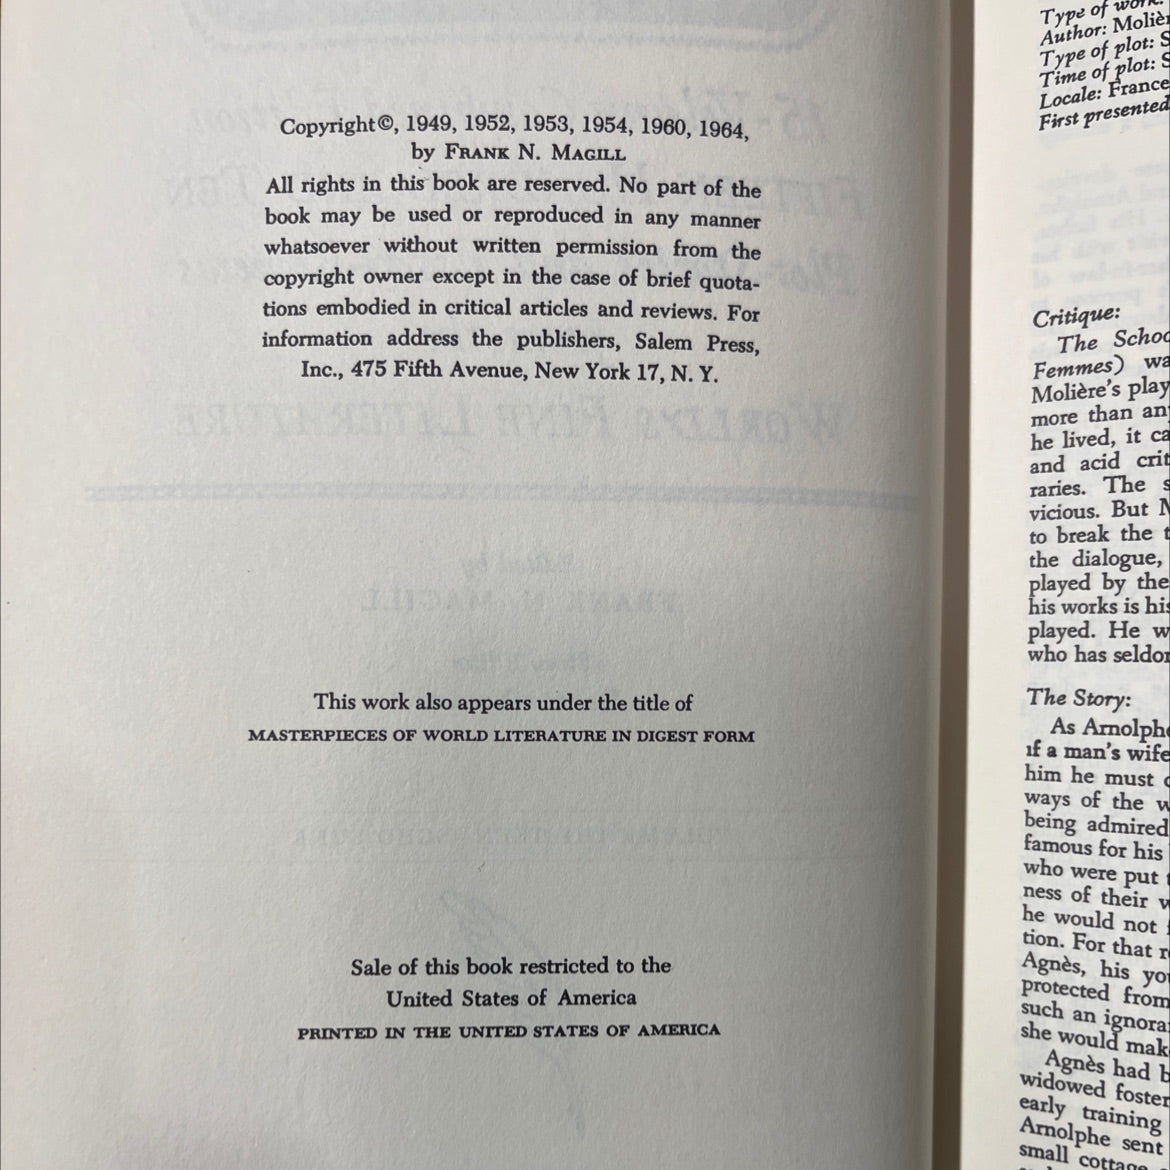 Copyright©, 1949, 1952, 1953, 1954, 1960, 1964,
by FRANK N. MAGILL
All rights in this book are reserved. No part of the
book may be used or reproduced in any manner
whatsoever without written permission from the
copyright owner except in the case of brief quota-
tions embodied in critical articles and reviews. For
information address the publishers, Salem Press,
Inc., 475 Fifth Avenue, New York 17, N. Y.
This work also appears under the title of
MASTERPIECES OF WORLD LITERATURE IN DIGEST FORM
Sale of this book restricted to the
United States of America
PRINTED IN THE UNITED STATES OF AMERICA
Type of work:
Author: Moliè
Type of plot: S
Time of plot: S
Locale: France
First presented
Critique:
The Schoo
Femmes) wa
Molière's play
more than an
he lived, it ca
and acid crit
raries. The s
vicious. But M
to break the t
the dialogue,
played by the
his works is his
played. He w
who has seldo
The Story:
As Arnolphe
if a man's wife
him he must
ways of the w
being admired
famous for his
who were put
ness of their w
he would not
tion. For that r
Agnès, his yo
protected from
such an ignora
she would mak
Agnès had b
widowed foster
early training
Arnolphe sent
small cottage